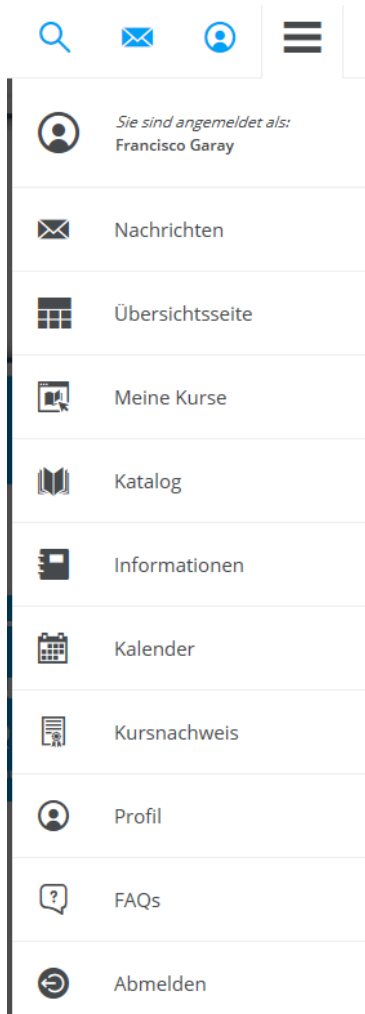 Sie sind angemeldet als:
Francisco Garay
Nachrichten
Übersichtsseite
Meine Kurse
Katalog
Informationen
Kalender
Kursnachweis
Profil
?
FAQs
Abmelden